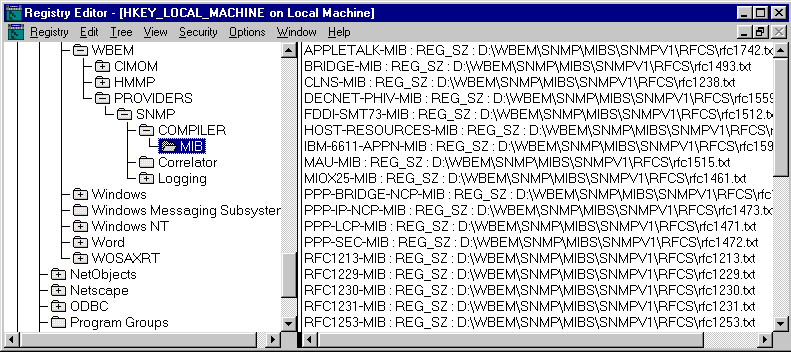 Registry Editor - [HKEY_LOCAL_MACHINE on Local Machine]
Registry Edit Tree View Security Options Window Help
WBEM
CIMOM
HMMP
PROVIDERS
SNMP
COMPILER
MIB
Correlator
Logging
Windows
Windows Messaging Subsyster
Windows NT
Word
WOSAXRT
NetObjects
Netscape
ODBC
Program Groups
APPLETALK-MIB : REG_SZ : D:\WBEM\SNMP\MIBS\SNMPV1\RFCS\rfc1742.txt
BRIDGE-MIB : REG_SZ : D:\WBEM\SNMP\MIBS\SNMPV1\RFCS\rfc1493.txt
CLNS-MIB : REG_SZ : D:\WBEM\SNMP\MIBS\SNMPV1\RFCS\rfc1238.txt
DECNET-PHIV-MIB : REG_SZ : D:\WBEM\SNMP\MIBS\SNMPV1\RFCS\rfc1559
FDDI-SMT73-MIB : REG_SZ : D:\WBEM\SNMP\MIBS\SNMPV1\RFCS\rfc1512.t
HOST-RESOURCES-MIB : REG_SZ : D:\WBEM\SNMP\MIBS\SNMPV1\RFCS\r
IBM-6611-APPN-MIB : REG_SZ : D:\WBEM\SNMP\MIBS\SNMPV1\RFCS\rfc159
MAU-MIB : REG_SZ : D:\WBEM\SNMP\MIBS\SNMPV1\RFCS\rfc1515.txt
MIOX25-MIB : REG_SZ : D:\WBEM\SNMP\MIBS\SNMPV1\RFCS\rfc1461.txt
PPP-BRIDGE-NCP-MIB : REG_SZ : D:\WBEM\SNMP\MIBS\SNMPV1\RFCS\rfc
PPP-IP-NCP-MIB : REG_SZ : D:\WBEM\SNMP\MIBS\SNMPV1\RFCS\rfc1473.txt
PPP-LCP-MIB : REG_SZ : D:\WBEM\SNMP\MIBS\SNMPV1\RFCS\rfc1471.txt
PPP-SEC-MIB : REG_SZ : D:\WBEM\SNMP\MIBS\SNMPV1\RFCS\rfc1472.txt
RFC1213-MIB : REG_SZ : D:\WBEM\SNMP\MIBS\SNMPV1\RFCS\rfc1213.txt
RFC1229-MIB : REG_SZ : D:\WBEM\SNMP\MIBS\SNMPV1\RFCS\rfc1229.txt
RFC1230-MIB : REG_SZ : D:\WBEM\SNMP\MIBS\SNMPV1\RFCS\rfc1230.txt
RFC1231-MIB : REG_SZ : D:\WBEM\SNMP\MIBS\SNMPV1\RFCS\rfc1231.txt
RFC1253-MIB : REG_SZ : D:\WBEM\SNMP\MIBS\SNMPV1\RFCS\rfc1253.txt